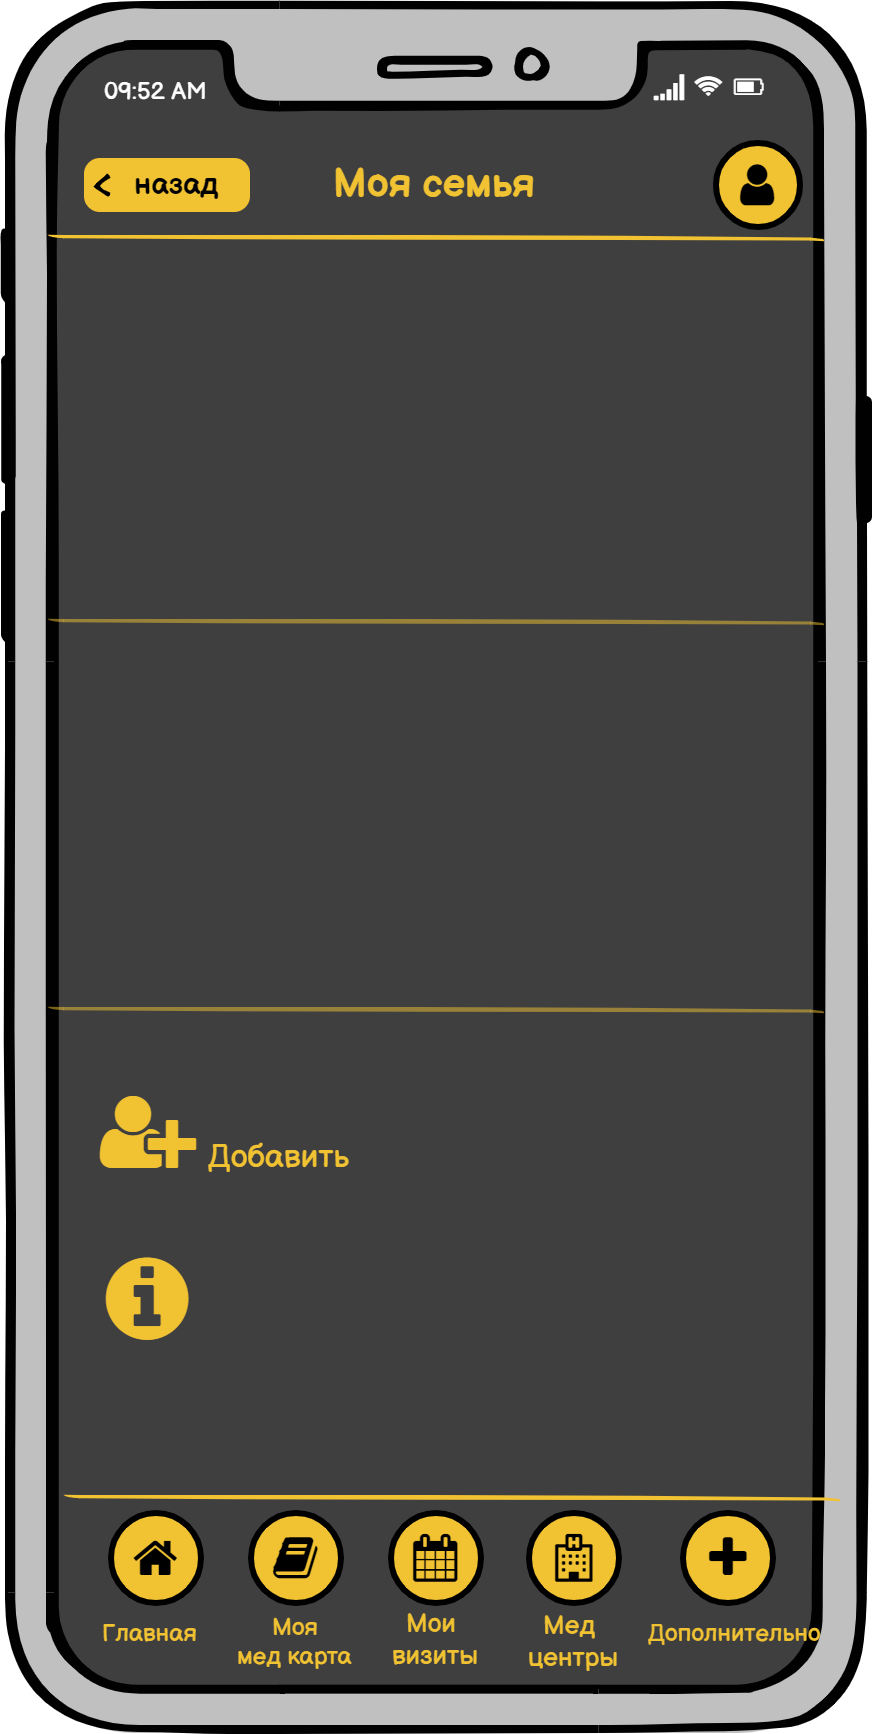 09:52 AM
назад
Моя семья
Добавить
Главная
Моя
мед карта
Мои
визиты
Мед
центры
Дополнительно